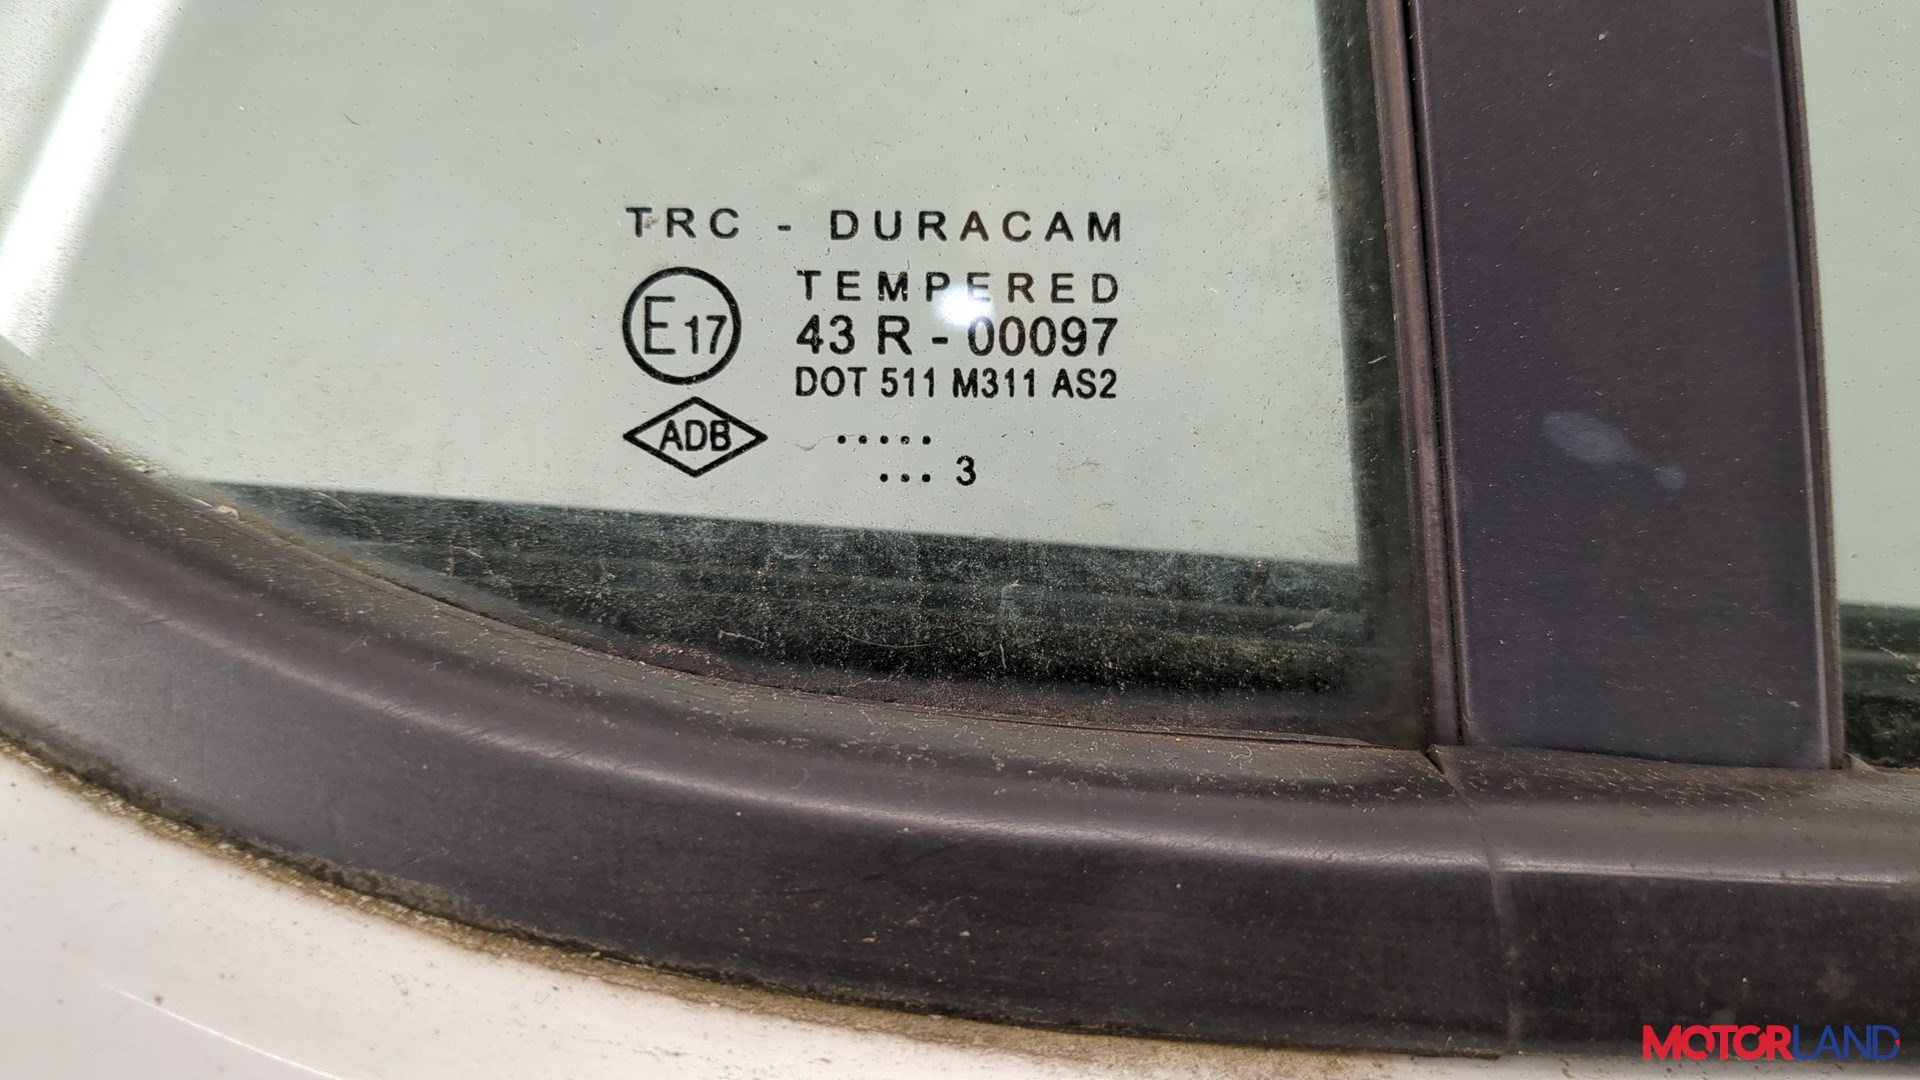 TRC - DURACAM
TEMPERED
E17
43 R - 00097
DOT 511 M311 AS2
ADB
.....
... 3
MOTORLAND